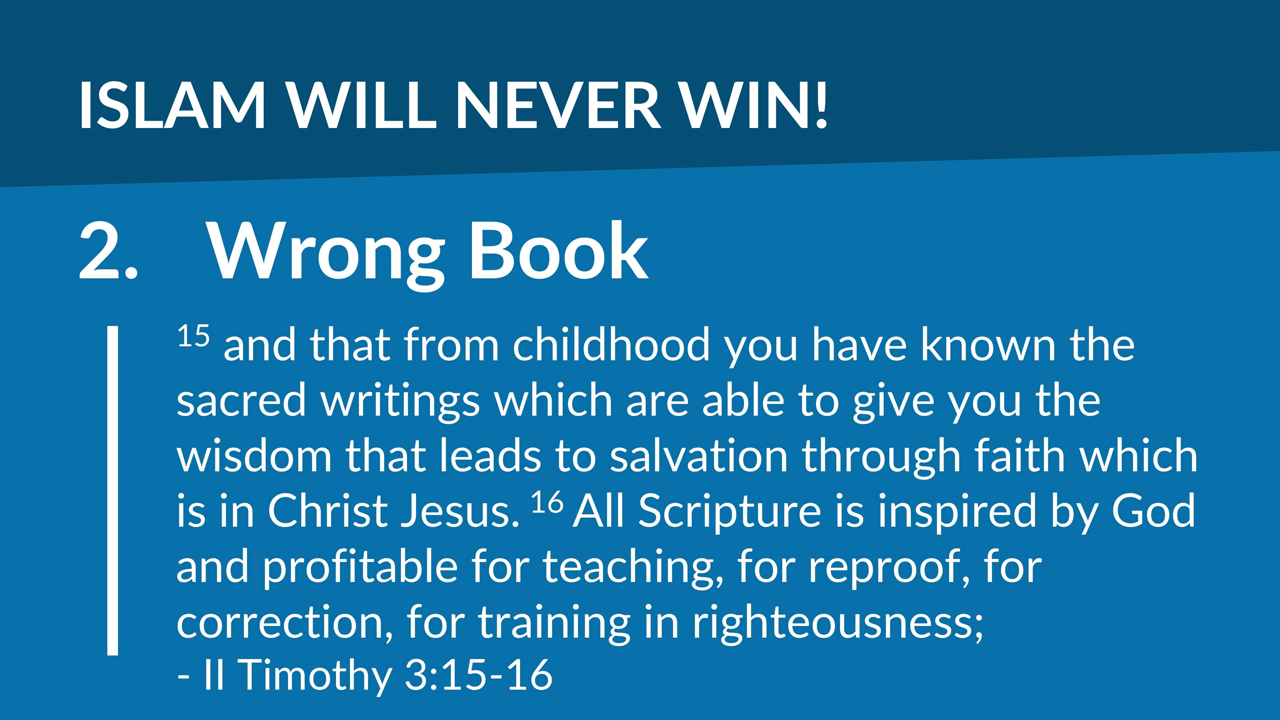 ISLAM WILL NEVER WIN!
2. Wrong Book
15 and that from childhood you have known the
sacred writings which are able to give you the
wisdom that leads to salvation through faith which
is in Christ Jesus. 16 All Scripture is inspired by God
and profitable for teaching, for reproof, for
correction, for training in righteousness;
- II Timothy 3:15-16